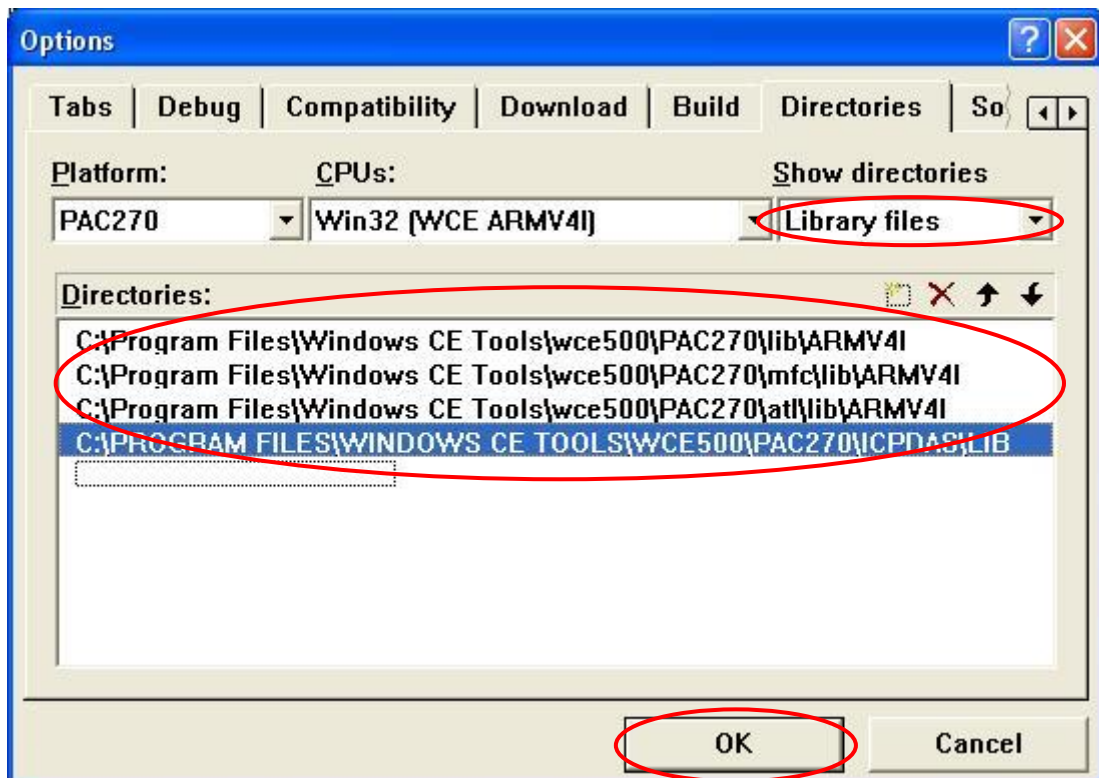 Options
Tabs Debug Compatibility Download Build Directories So
Platform: CPUs: Show directories
PAC270 Win32 (WCE ARMV4I) Library files
Directories:
C:\Program Files\Windows CE Tools\wce500\PAC270\lib\ARMV4I
C:\Program Files\Windows CE Tools\wce500\PAC270\mfc\lib\ARMV4I
C:\Program Files\Windows CE Tools\wce500\PAC270\atl\lib\ARMV4I
C:\PROGRAM FILES\WINDOWS CE TOOLS\WCE500\PAC270\ICPDAS\LIB
OK Cancel